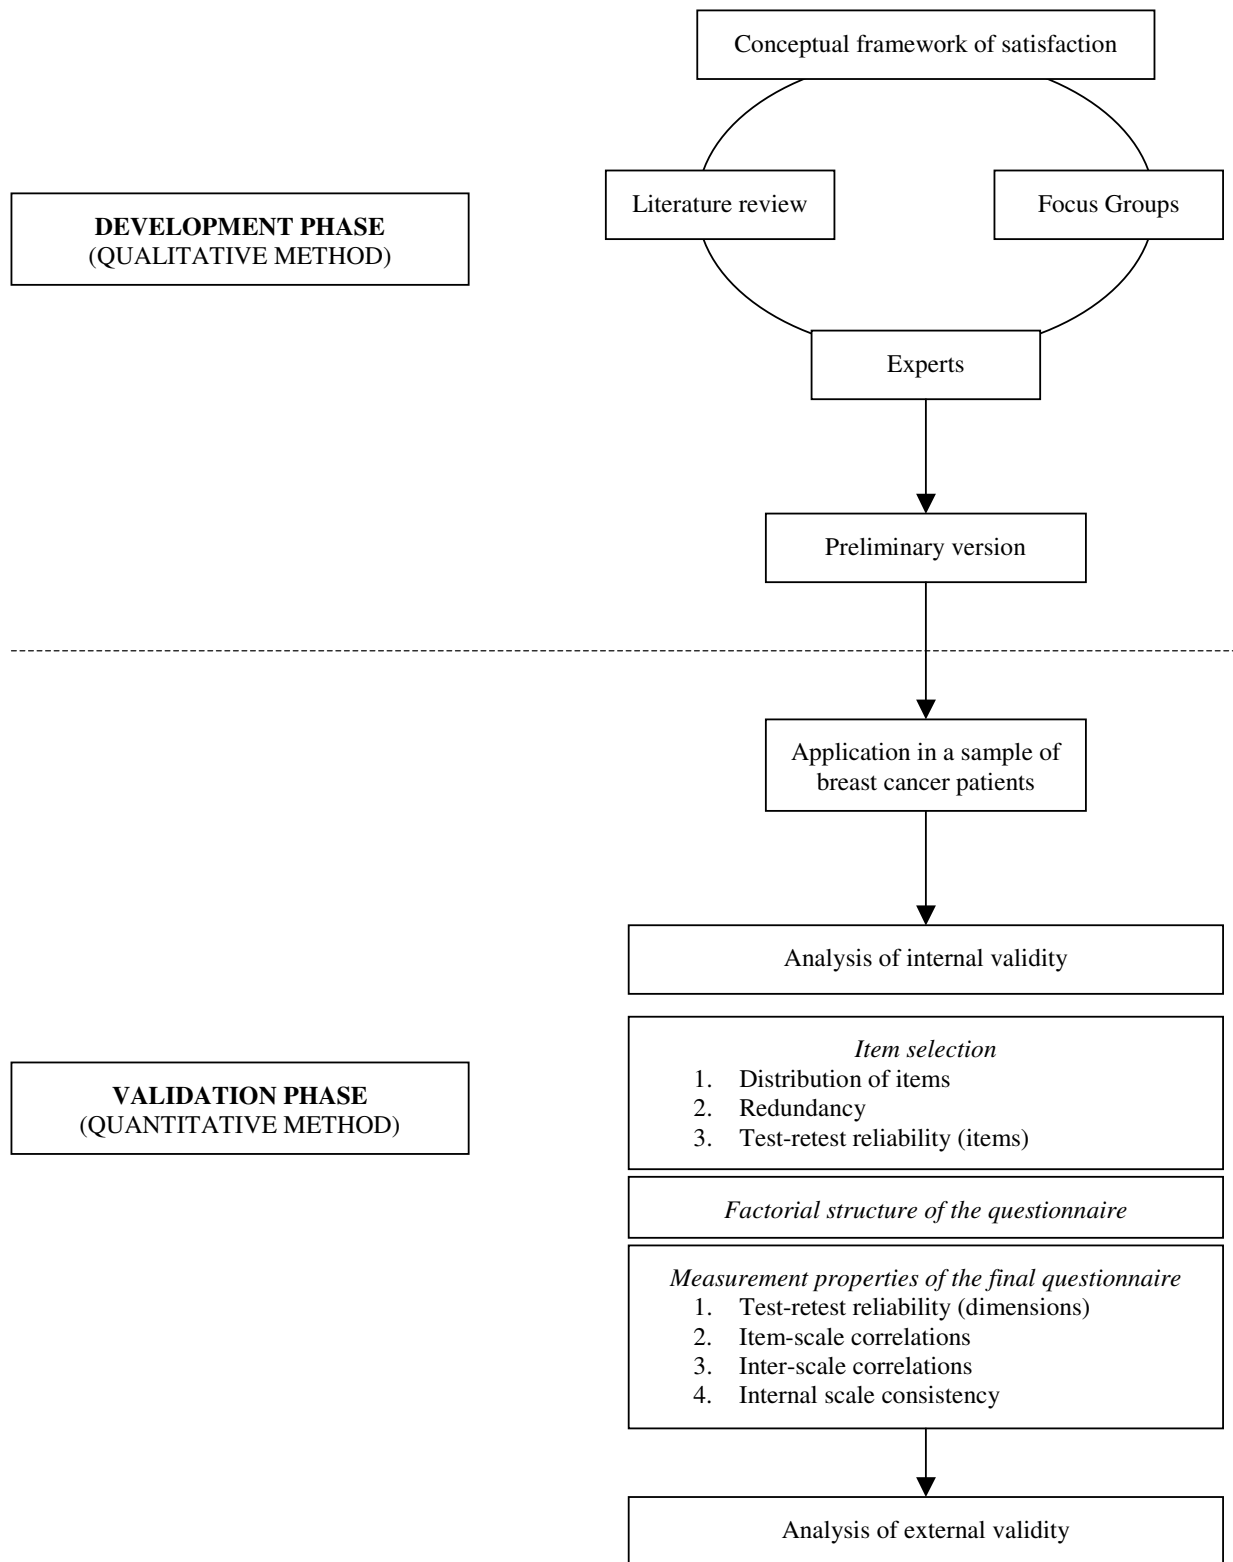 Conceptual framework of satisfaction
Literature review
Focus Groups
DEVELOPMENT PHASE
(QUALITATIVE METHOD)
Experts
Preliminary version
Application in a sample of
breast cancer patients
Analysis of internal validity
VALIDATION PHASE
(QUANTITATIVE METHOD)
Item selection
1. Distribution of items
2. Redundancy
3. Test-retest reliability (items)
Factorial structure of the questionnaire
Measurement properties of the final questionnaire
1. Test-retest reliability (dimensions)
2. Item-scale correlations
3. Inter-scale correlations
4. Internal scale consistency
Analysis of external validity